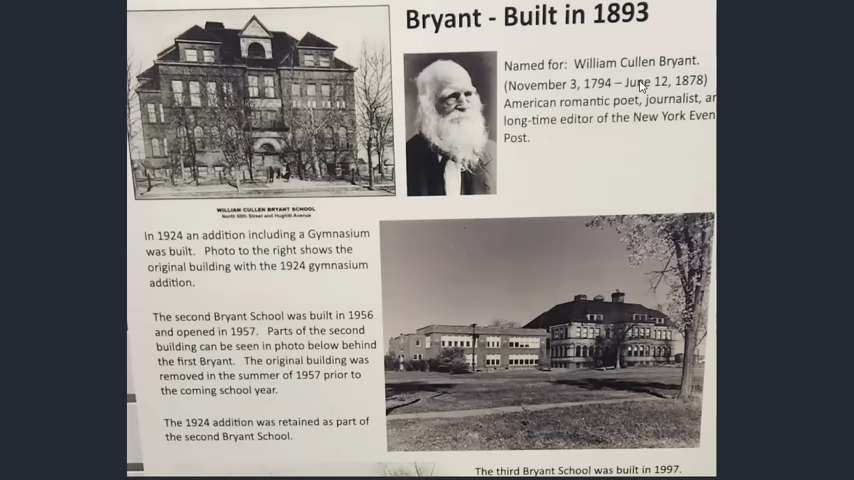 Bryant - Built in 1893
Named for: William Cullen Bryant.
(November 3, 1794 – June 12, 1878)
American romantic poet, journalist, ar
long-time editor of the New York Even
Post.
WILLIAM CULLEN BRYANT SCHOOL
North 50th Street and Hughitt Avenue
In 1924 an addition including a Gymnasium
was built. Photo to the right shows the
original building with the 1924 gymnasium
addition.
The second Bryant School was built in 1956
and opened in 1957. Parts of the second
building can be seen in photo below behind
the first Bryant. The original building was
removed in the summer of 1957 prior to
the coming school year.
The 1924 addition was retained as part of
the second Bryant School.
The third Bryant School was built in 1997.